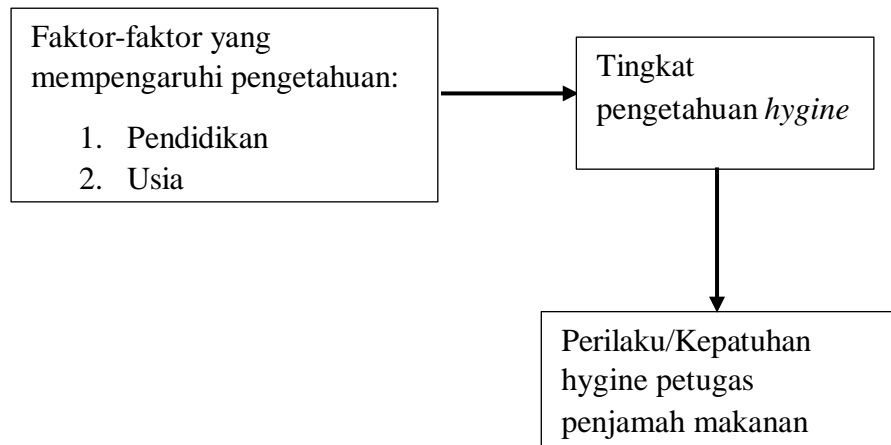 Faktor-faktor yang
mempengaruhi pengetahuan:
1. Pendidikan
2. Usia
Tingkat
pengetahuan hygine
Perilaku/Kepatuhan
hygine petugas
penjamah makanan